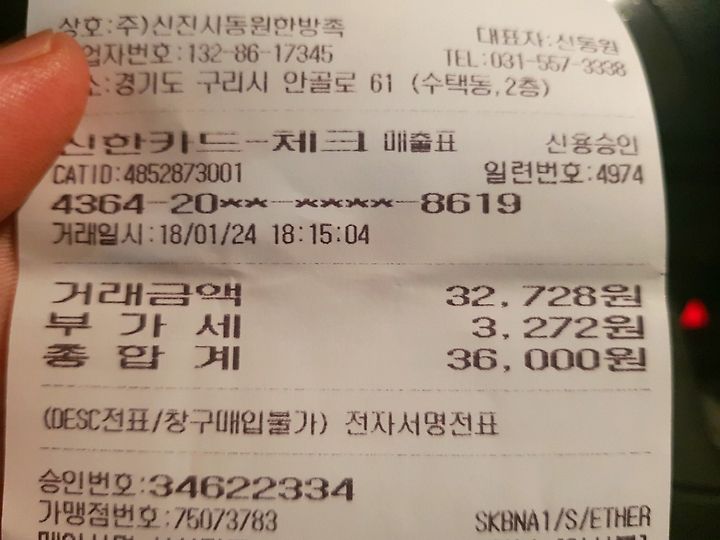 상호:주)신진시동원한방족 대표자:신동원
업자번호:132-86-17345 TEL:031-557-3338
소:경기도 구리시 안골로 61 (수택동,2층)
신한카드-체크 매출표 신용승인
CATID:4852873001 일련번호:4974
4364-20**-****-8619
거래일시:18/01/24 18:15:04
거래금액 32,728원
부 가 세 3,272원
종 합 계 36,000원
(DESC전표/창구매입불가) 전자서명전표
승인번호:34622334
가맹점번호:75073783 SKBNA1/S/ETHER